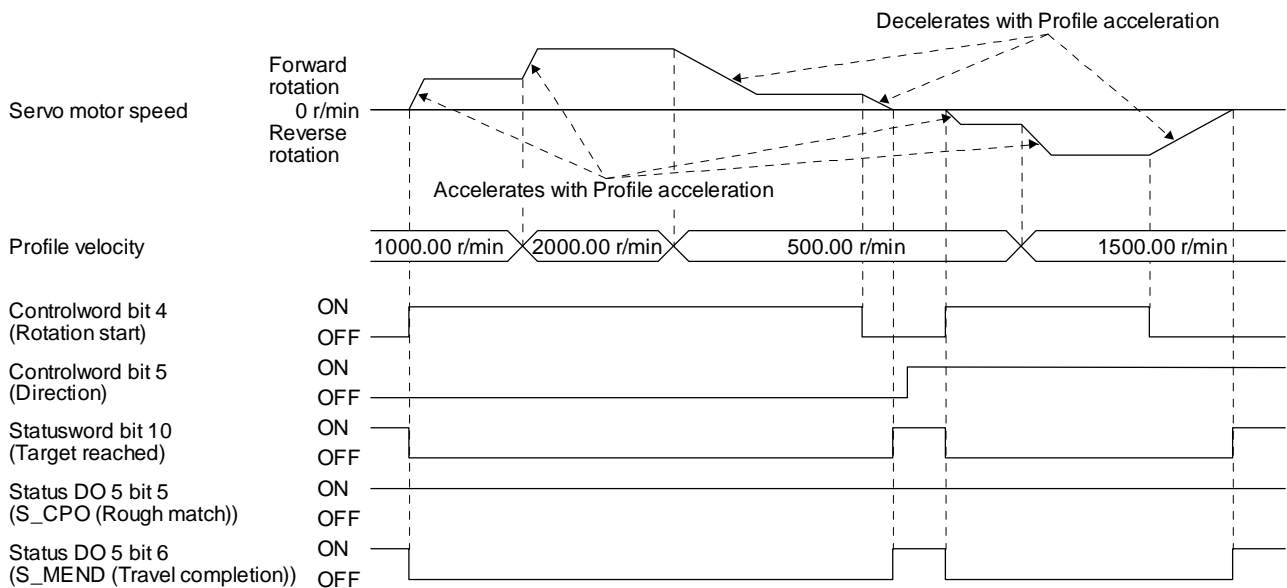 Decelerates with Profile acceleration
Forward
rotation
Servo motor speed
0 r/min
Reverse
rotation
Accelerates with Profile acceleration
Profile velocity
1000.00 r/min
2000.00 r/min
500.00 r/min
1500.00 r/min
Controlword bit 4
(Rotation start)
ON
OFF
Controlword bit 5
(Direction)
ON
OFF
Statusword bit 10
(Target reached)
ON
OFF
Status DO 5 bit 5
(S_CPO (Rough match))
ON
OFF
Status DO 5 bit 6
(S_MEND (Travel completion))
ON
OFF